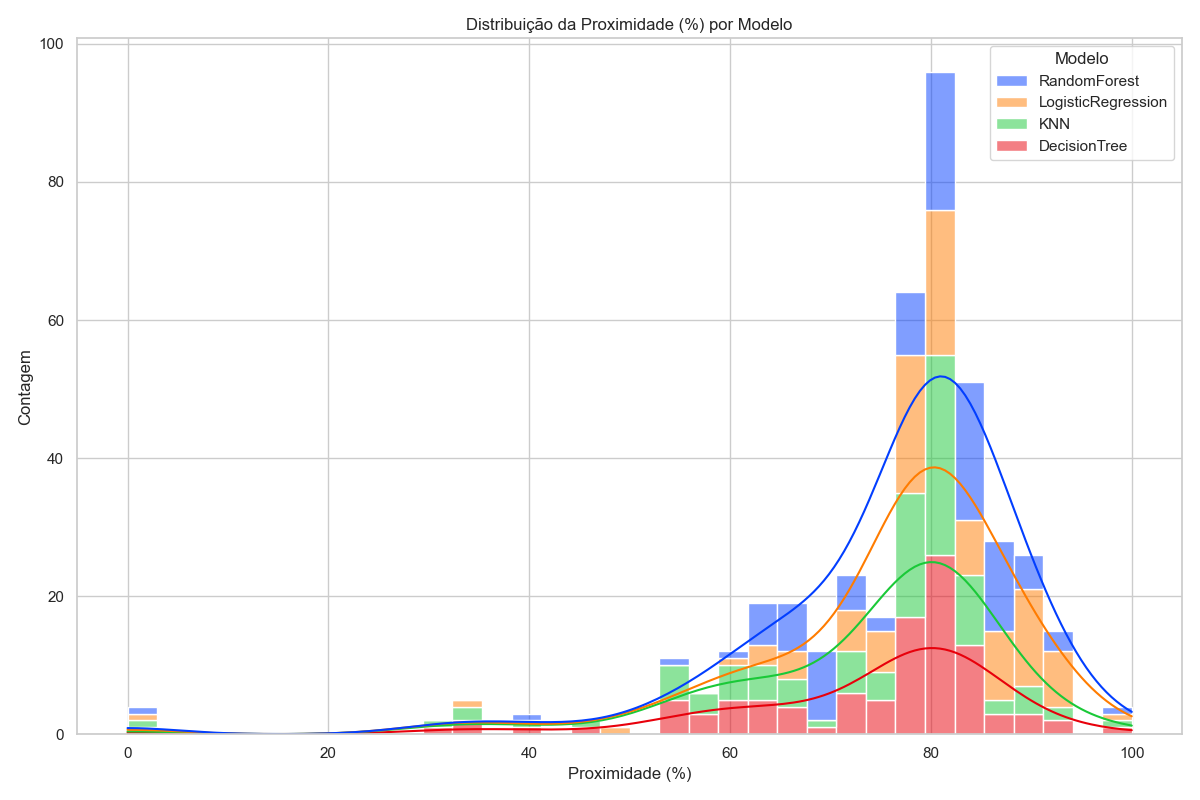 Distribuição da Proximidade (%) por Modelo
Modelo
RandomForest
LogisticRegression
KNN
DecisionTree
100
80
60
40
20
0
Contagem
0 20 40 60 80 100
Proximidade (%)